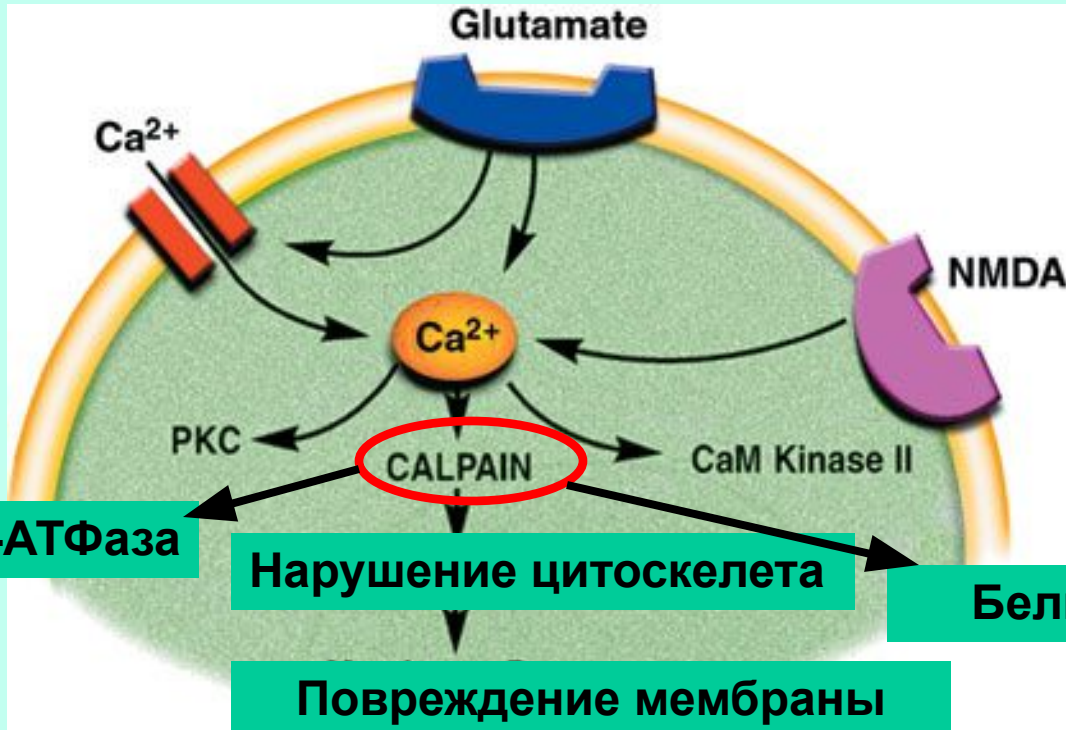 Glutamate
Ca²⁺
NMDA
Ca²⁺
PKC
CALPAIN
CaM Kinase II
-АТФаза
Нарушение цитоскелета
Повреждение мембраны